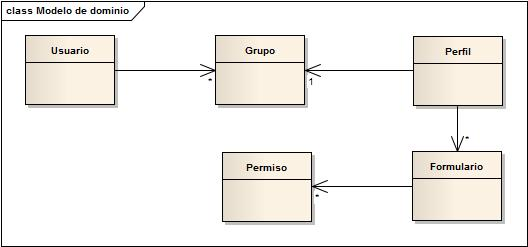 class Modelo de dominio
Usuario
Grupo
Perfil
*
1
*
Permiso
Formulario
*